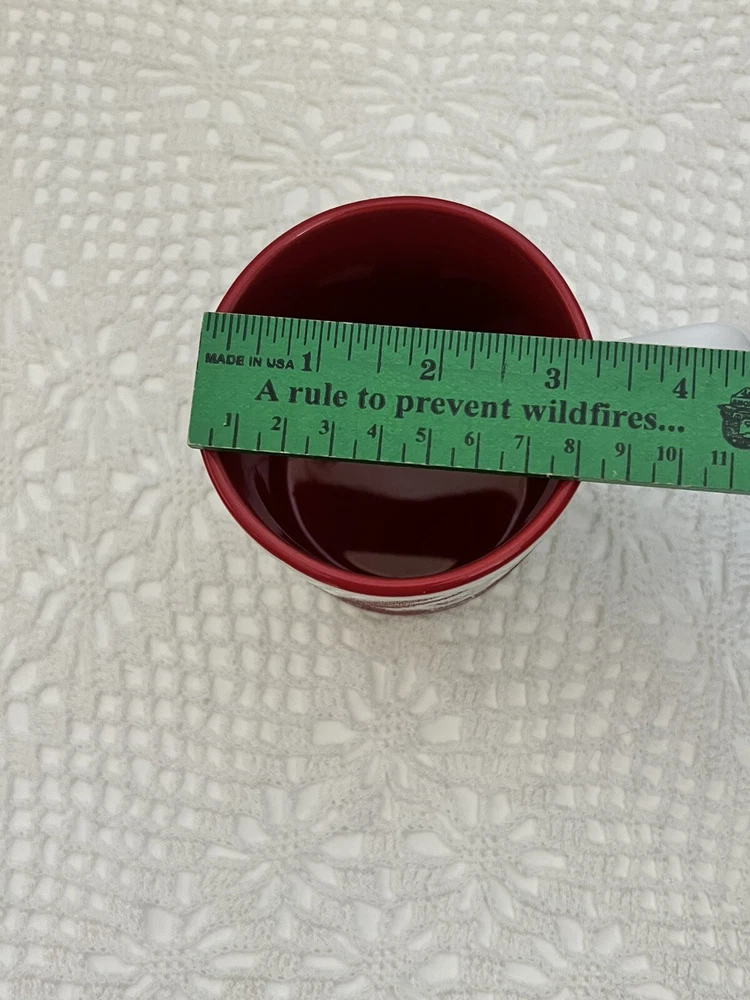 MADE IN USA 1 2 3 4
A rule to prevent wildfires...
1 2 3 4 5 6 7 8 9 10 11